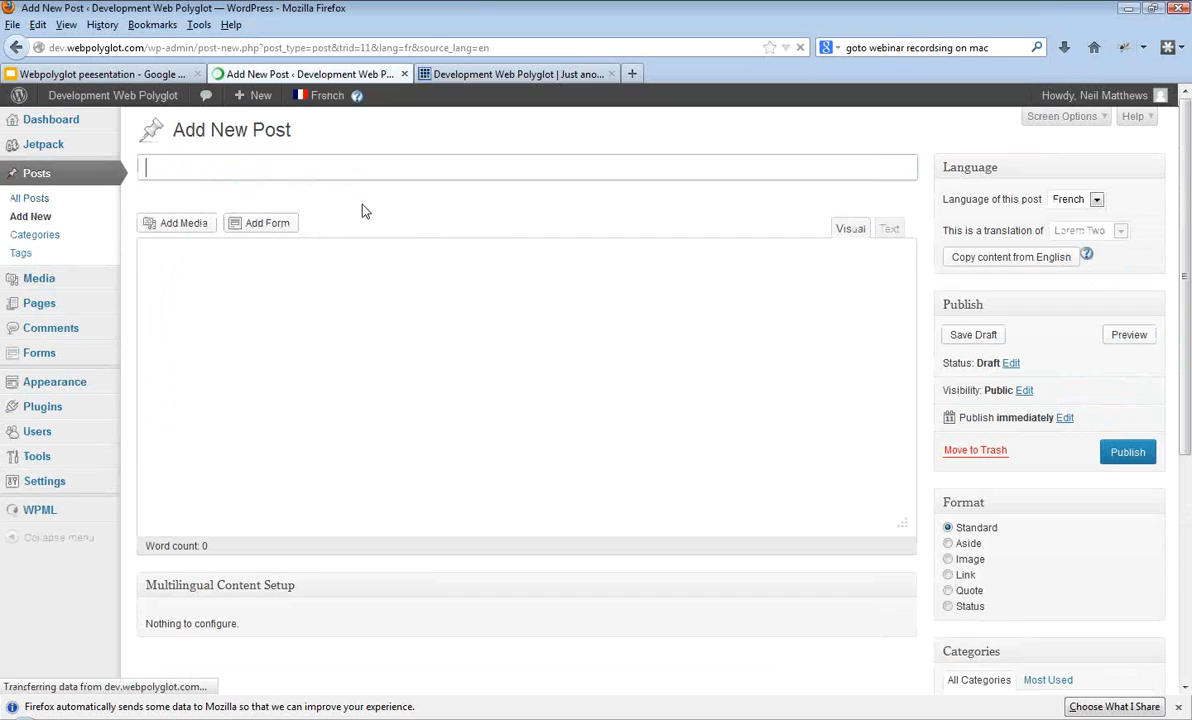 Add New Post ‹ Development Web Polyglot — WordPress - Mozilla Firefox
File Edit View History Bookmarks Tools Help
dev.webpolyglot.com/wp-admin/post-new.php?post_type=post&trid=11&lang=fr&source_lang=en
goto webinar recordsing on mac
Webpolyglot peesentation - Google ...
Add New Post ‹ Development Web P...
Development Web Polyglot | Just ano...
Development Web Polyglot
+ New
French
Howdy, Neil Matthews
Dashboard
Jetpack
Posts
All Posts
Add New
Categories
Tags
Media
Pages
Comments
Forms
Appearance
Plugins
Users
Tools
Settings
WPML
Collapse menu
Add New Post
Screen Options
Help
Add Media
Add Form
Visual
Text
Word count: 0
Multilingual Content Setup
Nothing to configure.
Language
Language of this post French
This is a translation of Lorem Two
Copy content from English
Publish
Save Draft
Preview
Status: Draft Edit
Visibility: Public Edit
Publish immediately Edit
Move to Trash
Publish
Format
Standard
Aside
Image
Link
Quote
Status
Categories
All Categories
Most Used
Transferring data from dev.webpolyglot.com...
Firefox automatically sends some data to Mozilla so that we can improve your experience.
Choose What I Share